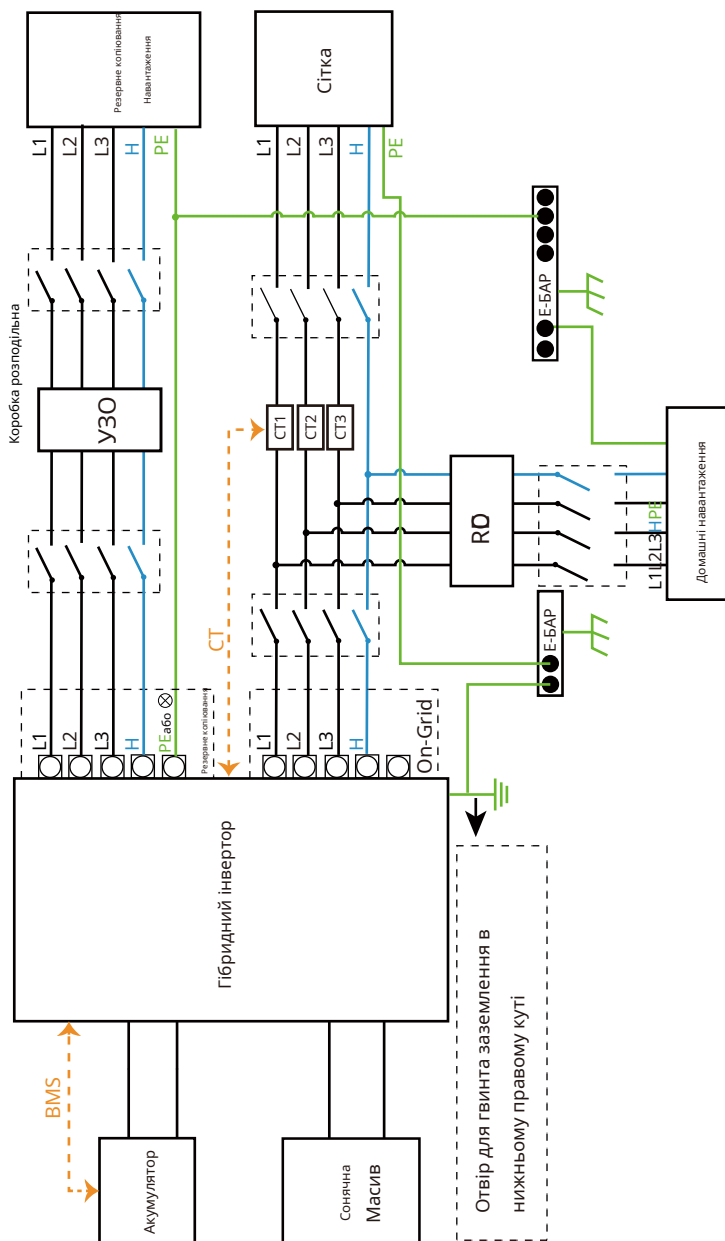 Резервне копіювання
Навантаження
Сітка
L1
L2
L3
H
PE
L1
L2
L3
H
PE
Коробка розподільна
УЗО
Е-БАР
CT1
CT2
CT3
RD
L1L2L3HPE
Домашні навантаження
Е-БАР
CT
L1
L2
L3
H
PEабо
Резервне копіювання
L1
L2
L3
H
On-Grid
Гібридний інвертор
BMS
Акумулятор
Сонячна
Масив
Отвір для гвинта заземлення в
нижньому правому куті